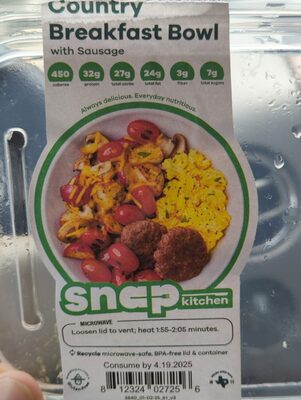 Country
Breakfast Bowl
with Sausage
450 32g 27g 24g 3g 7g
calories protein total carbs total fat fiber total sugars
Always delicious. Everyday nutritious.
snap
kitchen
MICROWAVE
Loosen lid to vent; heat 1:55-2:05 minutes.
Recycle microwave-safe, BPA-free lid & container
Consume by 4.19.2025
8 12324 02725 6